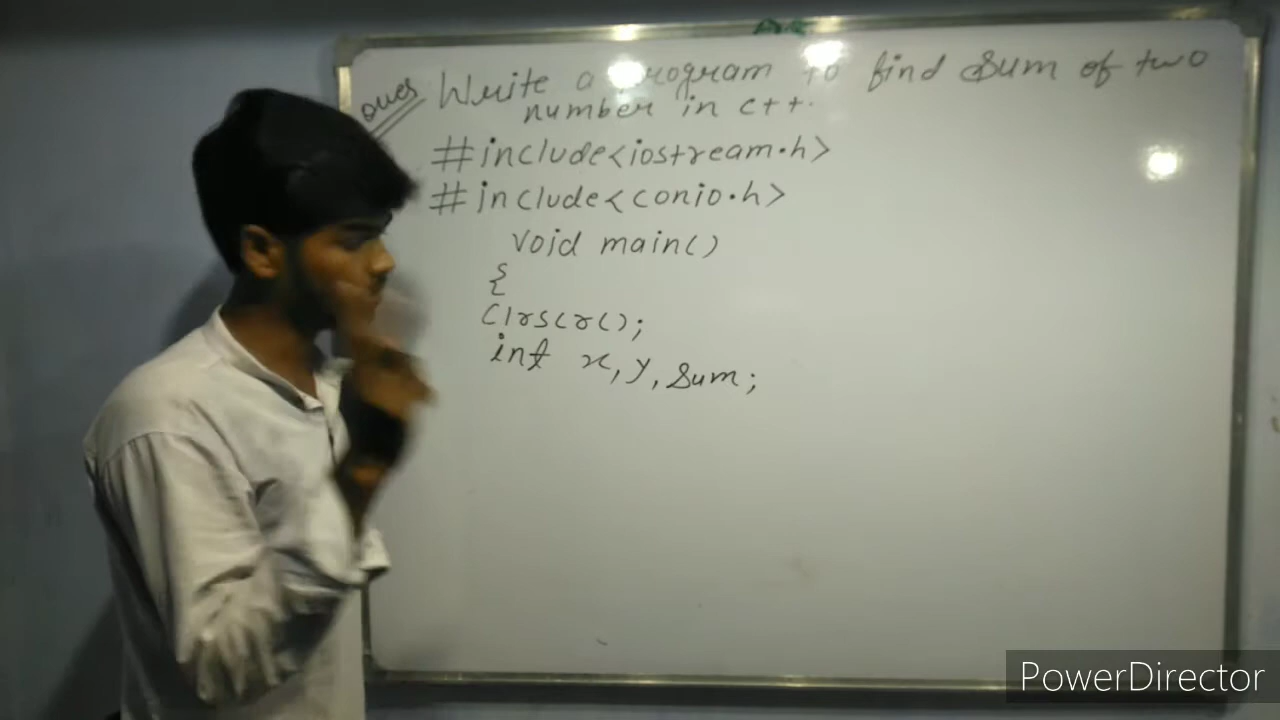 Ques Write a program to find Sum of two
number in c++.
#include<iostream.h>
#include<conio.h>
void main()
{
Clrscr();
int x, y, Sum;
PowerDirector